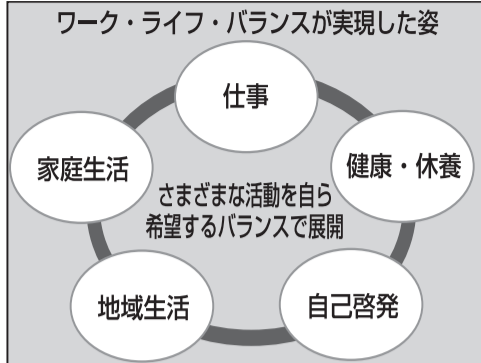 ワーク・ライフ・バランスが実現した姿
仕事
家庭生活
健康・休養
さまざまな活動を自ら
希望するバランスで展開
地域生活
自己啓発